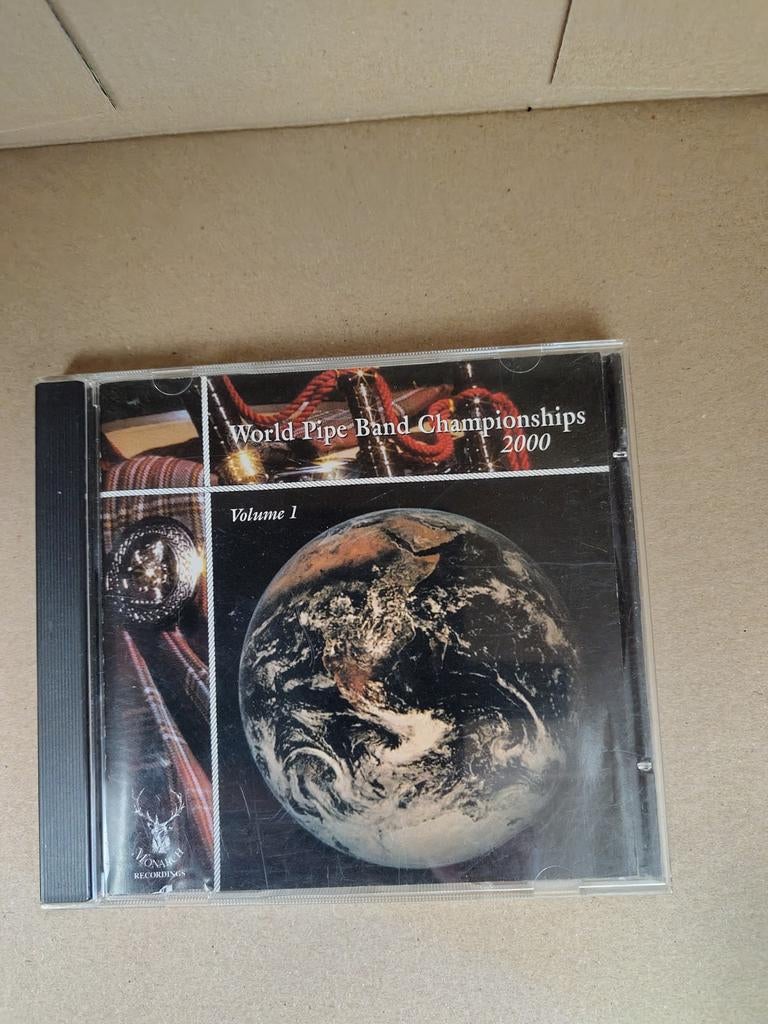 World Pipe Band Championships
2000
Volume 1
MONARCH
RECORDINGS